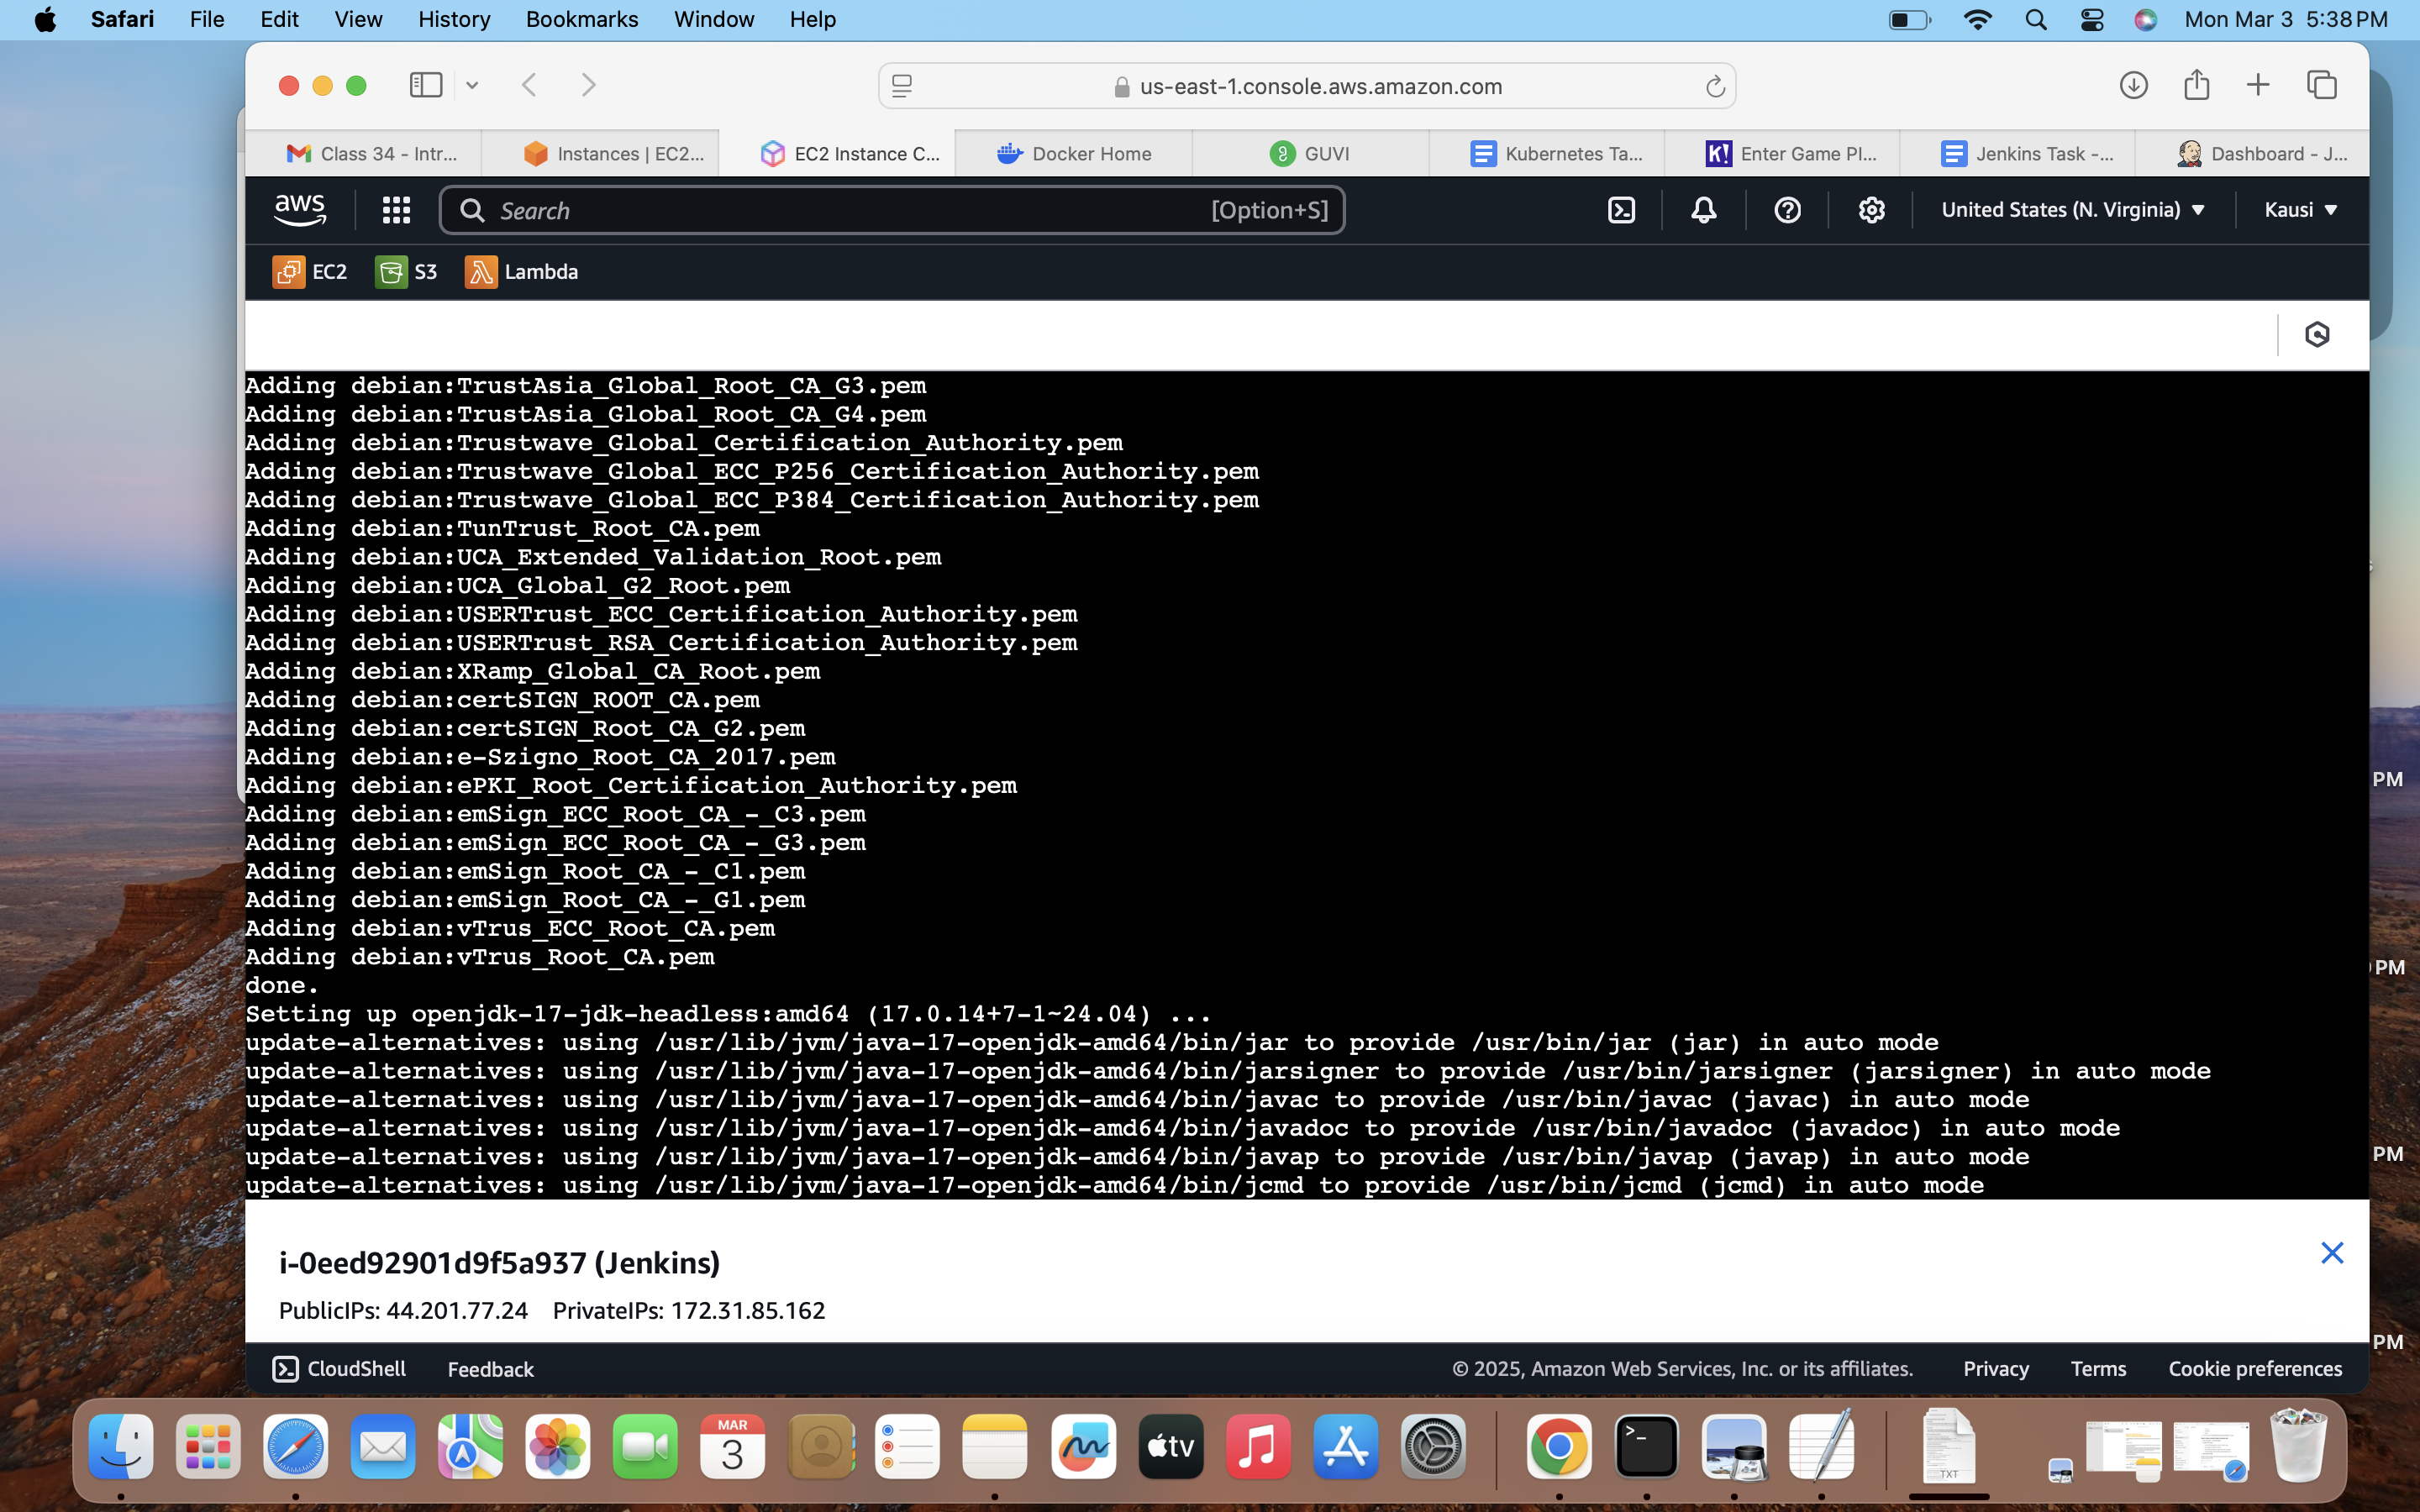 Safari File Edit View History Bookmarks Window Help Mon Mar 3 5:38 PM
us-east-1.console.aws.amazon.com
Class 34 - Intr... Instances | EC2... EC2 Instance C... Docker Home GUVI Kubernetes Ta... K! Enter Game Pl... Jenkins Task -... Dashboard - J...
aws Search [Option+S] United States (N. Virginia) Kausi
EC2 S3 Lambda
Adding debian:TrustAsia_Global_Root_CA_G3.pem
Adding debian:TrustAsia_Global_Root_CA_G4.pem
Adding debian:Trustwave_Global_Certification_Authority.pem
Adding debian:Trustwave_Global_ECC_P256_Certification_Authority.pem
Adding debian:Trustwave_Global_ECC_P384_Certification_Authority.pem
Adding debian:TunTrust_Root_CA.pem
Adding debian:UCA_Extended_Validation_Root.pem
Adding debian:UCA_Global_G2_Root.pem
Adding debian:USERTrust_ECC_Certification_Authority.pem
Adding debian:USERTrust_RSA_Certification_Authority.pem
Adding debian:XRamp_Global_CA_Root.pem
Adding debian:certSIGN_ROOT_CA.pem
Adding debian:certSIGN_Root_CA_G2.pem
Adding debian:e-Szigno_Root_CA_2017.pem
PM
Adding debian:ePKI_Root_Certification_Authority.pem
Adding debian:emSign_ECC_Root_CA_-_C3.pem
Adding debian:emSign_ECC_Root_CA_-_G3.pem
Adding debian:emSign_Root_CA_-_C1.pem
Adding debian:emSign_Root_CA_-_G1.pem
Adding debian:vTrus_ECC_Root_CA.pem
Adding debian:vTrus_Root_CA.pem
PM
done.
Setting up openjdk-17-jdk-headless:amd64 (17.0.14+7-1~24.04) ...
update-alternatives: using /usr/lib/jvm/java-17-openjdk-amd64/bin/jar to provide /usr/bin/jar (jar) in auto mode
update-alternatives: using /usr/lib/jvm/java-17-openjdk-amd64/bin/jarsigner to provide /usr/bin/jarsigner (jarsigner) in auto mode
update-alternatives: using /usr/lib/jvm/java-17-openjdk-amd64/bin/javac to provide /usr/bin/javac (javac) in auto mode
update-alternatives: using /usr/lib/jvm/java-17-openjdk-amd64/bin/javadoc to provide /usr/bin/javadoc (javadoc) in auto mode
update-alternatives: using /usr/lib/jvm/java-17-openjdk-amd64/bin/javap to provide /usr/bin/javap (javap) in auto mode
PM
update-alternatives: using /usr/lib/jvm/java-17-openjdk-amd64/bin/jcmd to provide /usr/bin/jcmd (jcmd) in auto mode
i-0eed92901d9f5a937 (Jenkins)
PublicIPs: 44.201.77.24 PrivateIPs: 172.31.85.162
PM
CloudShell Feedback © 2025, Amazon Web Services, Inc. or its affiliates. Privacy Terms Cookie preferences
MAR
3
tv
TXT